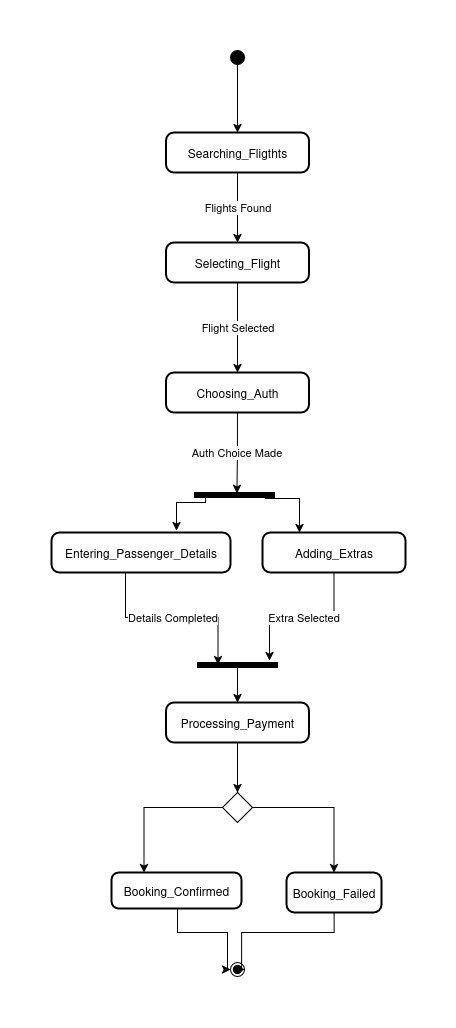 Searching_Fligthts
Flights Found
Selecting_Flight
Flight Selected
Choosing_Auth
Auth Choice Made
Entering_Passenger_Details
Adding_Extras
Details Completed
Extra Selected
Processing_Payment
Booking_Confirmed
Booking_Failed